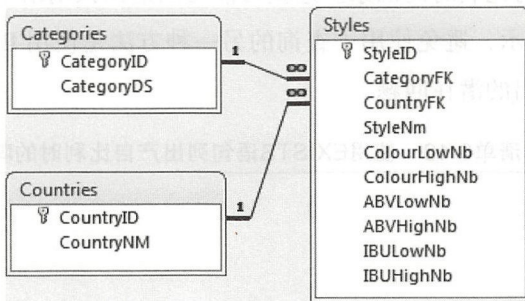 Categories
CategoryID
CategoryDS
Countries
CountryID
CountryNM
1
∞
∞
1
Styles
StyleID
CategoryFK
CountryFK
StyleNm
ColourLowNb
ColourHighNb
ABVLowNb
ABVHighNb
IBULowNb
IBUHighNb